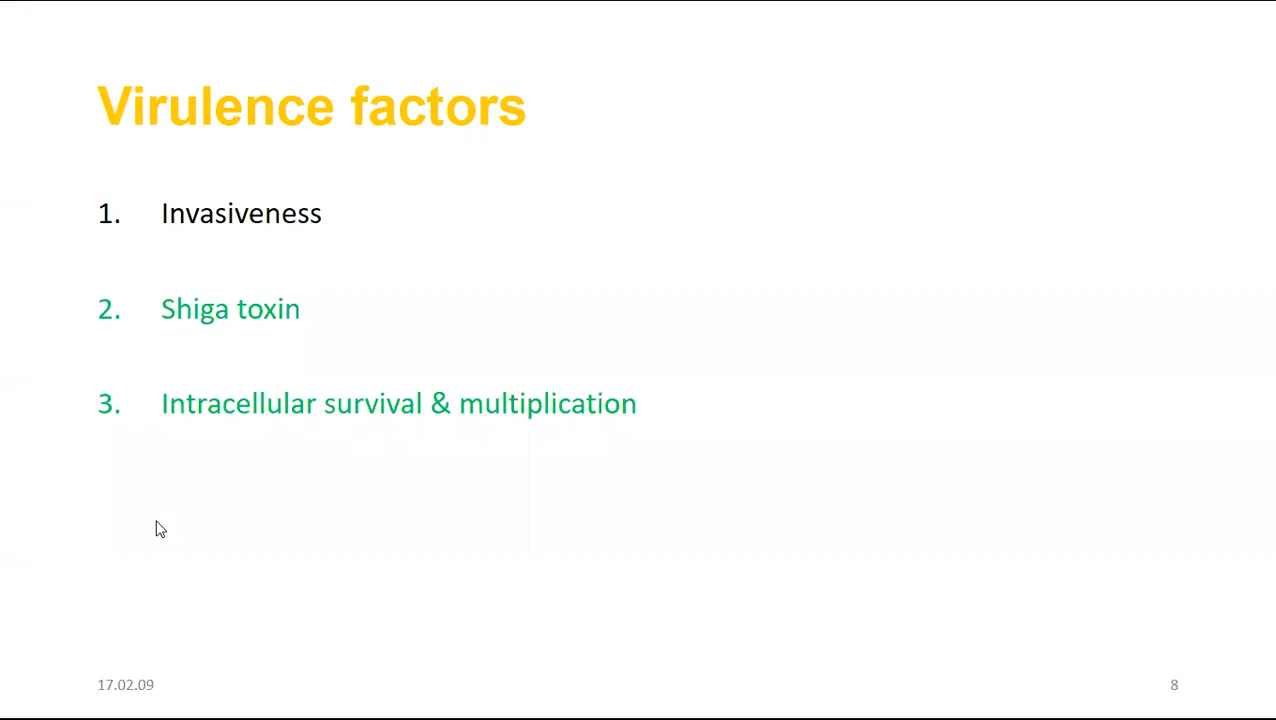 Virulence factors
1. Invasiveness
2. Shiga toxin
3. Intracellular survival & multiplication
17.02.09
8